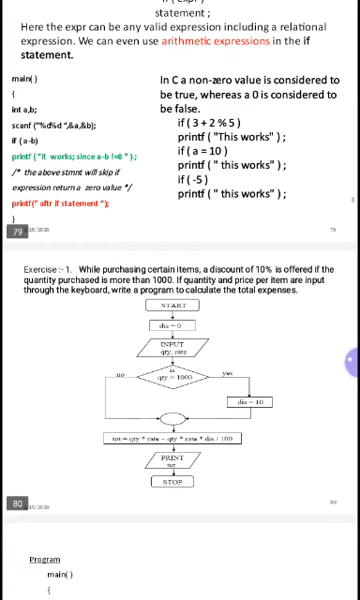 if ( expr )
statement ;
Here the expr can be any valid expression including a relational
expression. We can even use arithmetic expressions in the if
statement.
main( )
{
int a,b;
scanf ("%d%d ",&a,&b);
if ( a-b)
printf ( "it works; since a-b !=0 " ) ;
/* the above stmnt will skip if
expression return a zero value */
printf(" aftr if statement ");
}
In C a non-zero value is considered to
be true, whereas a 0 is considered to
be false.
if ( 3 + 2 % 5 )
printf ( "This works" ) ;
if ( a = 10 )
printf ( " this works" ) ;
if ( -5 )
printf ( " this works" ) ;
79
15/2020
79
Exercise :- 1. While purchasing certain items, a discount of 10% is offered if the
quantity purchased is more than 1000. If quantity and price per item are input
through the keyboard, write a program to calculate the total expenses.
START
dis = 0
INPUT
qty, rate
is
no
qty > 1000
yes
dis = 10
tot = qty * rate - qty * rate * dis / 100
PRINT
tot
STOP
80
15/2020
80
Program
main( )
{